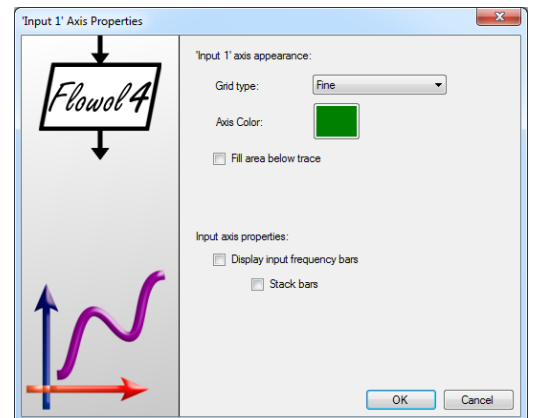 'Input 1' Axis Properties
Flowol 4
'Input 1' axis appearance:
Grid type: Fine
Axis Color:
Fill area below trace
Input axis properties:
Display input frequency bars
Stack bars
OK Cancel